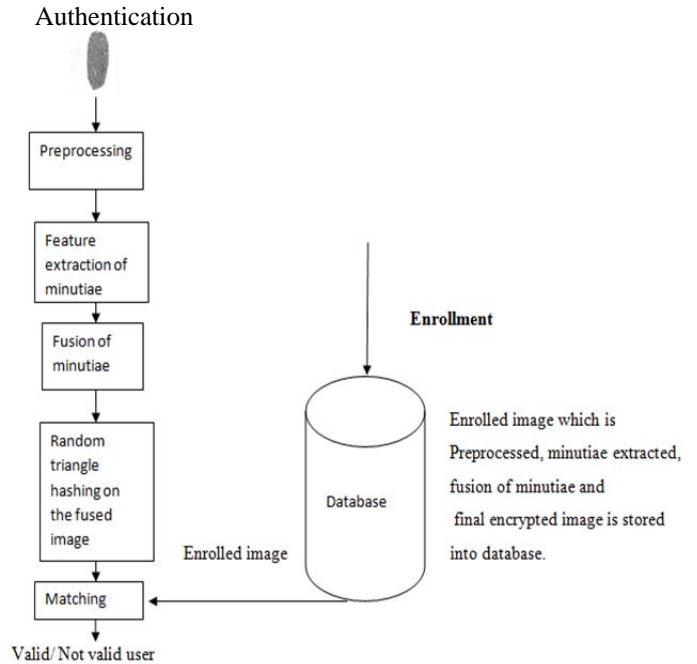 Authentication
Preprocessing
Feature
extraction of
minutiae
Fusion of
minutiae
Random
triangle
hashing on
the fused
image
Matching
Valid/ Not valid user
Enrolled image
Enrollment
Database
Enrolled image which is
Preprocessed, minutiae extracted,
fusion of minutiae and
final encrypted image is stored
into database.